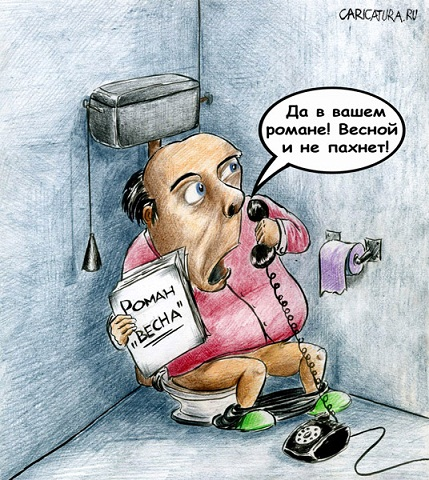 CARICATURA.RU
Да в вашем
романе! Весной
и не пахнет!
РОМАН
"ВЕСНА"